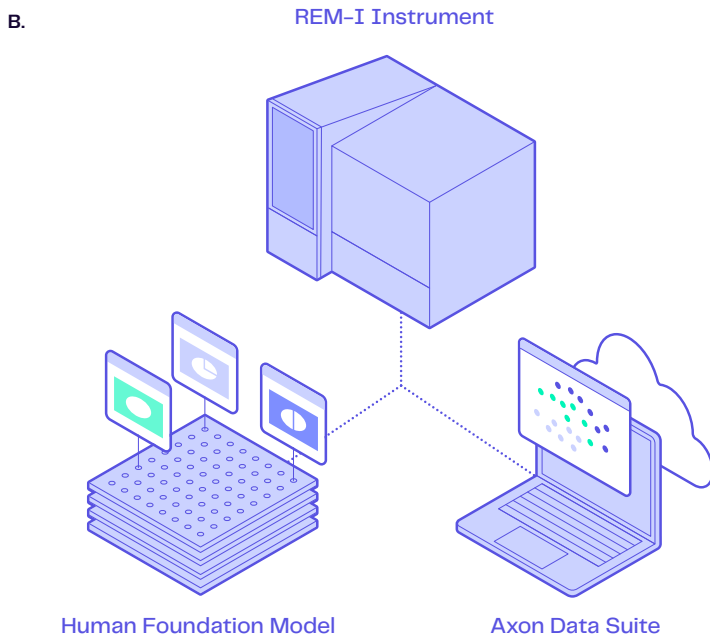 B.
REM-I Instrument
Human Foundation Model
Axon Data Suite